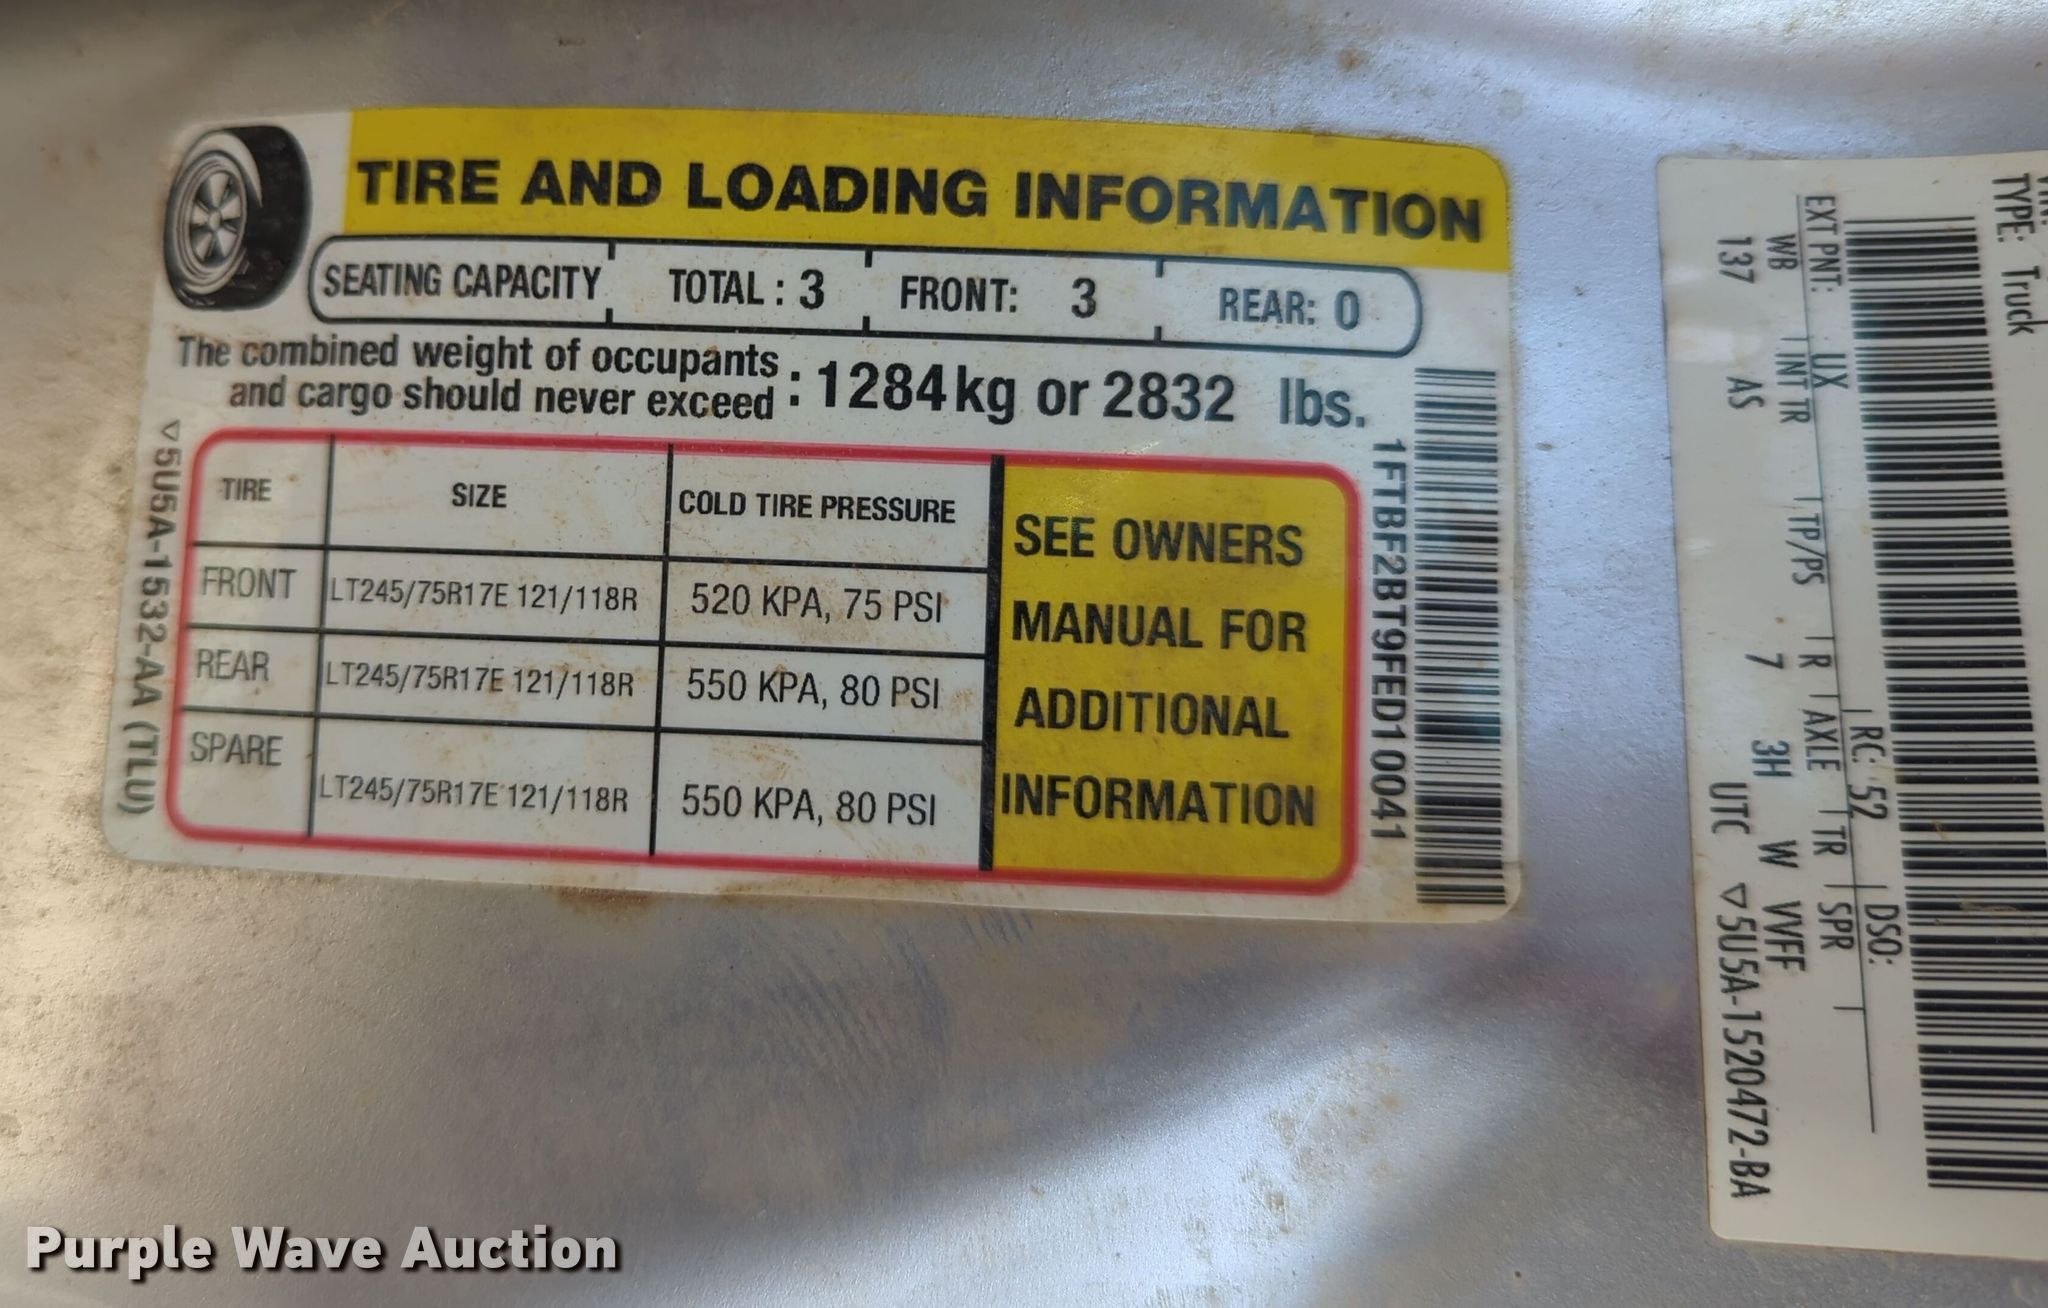 TIRE AND LOADING INFORMATION
SEATING CAPACITY TOTAL : 3 FRONT: 3 REAR: 0
The combined weight of occupants
and cargo should never exceed : 1284 kg or 2832 lbs.
TIRE SIZE COLD TIRE PRESSURE
FRONT LT245/75R17E 121/118R 520 KPA, 75 PSI
REAR LT245/75R17E 121/118R 550 KPA, 80 PSI
SPARE LT245/75R17E 121/118R 550 KPA, 80 PSI
SEE OWNERS
MANUAL FOR
ADDITIONAL
INFORMATION
5U5A-1532-AA (TLU)
1FTBF2BT9FED10041
TYPE: Truck
EXT PNT: UX RC: 52 DSO:
WB INT TR TP/PS R AXLE TR SPR
137 AS 7 3H W VVFF
UTC 5U5A-1520472-BA
Purple Wave Auction